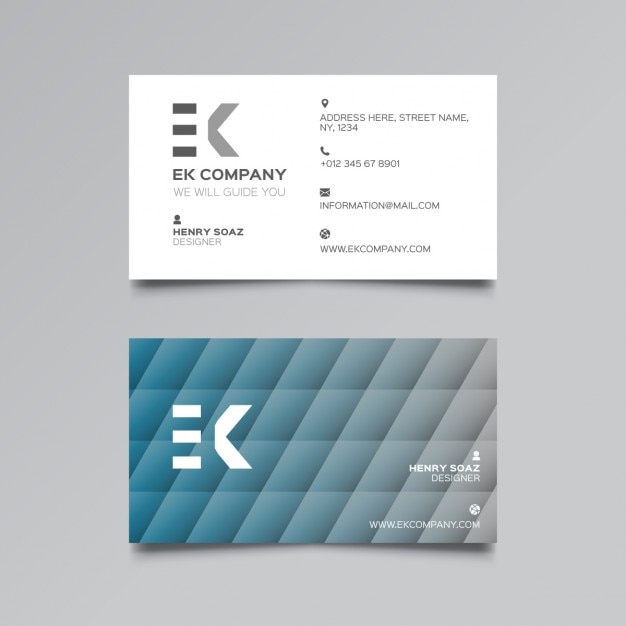 EK
EK COMPANY
WE WILL GUIDE YOU
HENRY SOAZ
DESIGNER
ADDRESS HERE, STREET NAME,
NY, 1234
+012 345 67 8901
INFORMATION@MAIL.COM
WWW.EKCOMPANY.COM
EK
HENRY SOAZ
DESIGNER
WWW.EKCOMPANY.COM